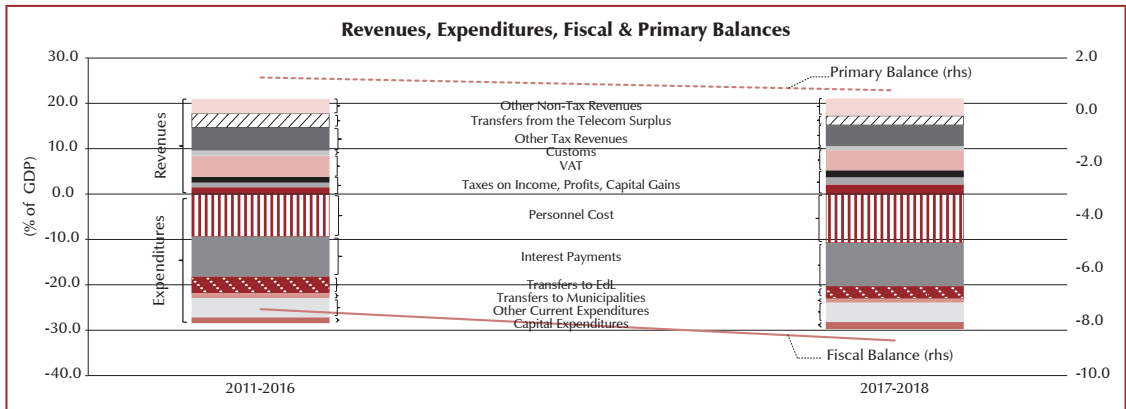 Revenues, Expenditures, Fiscal & Primary Balances
30.0
20.0
10.0
0.0
-10.0
-20.0
-30.0
-40.0
(% of GDP)
Revenues
Expenditures
Other Non-Tax Revenues
Transfers from the Telecom Surplus
Other Tax Revenues
Customs
VAT
Taxes on Income, Profits, Capital Gains
Personnel Cost
Interest Payments
Transfers to EdL
Transfers to Municipalities
Other Current Expenditures
Capital Expenditures
Primary Balance (rhs)
Fiscal Balance (rhs)
2.0
0.0
-2.0
-4.0
-6.0
-8.0
-10.0
2011-2016
2017-2018